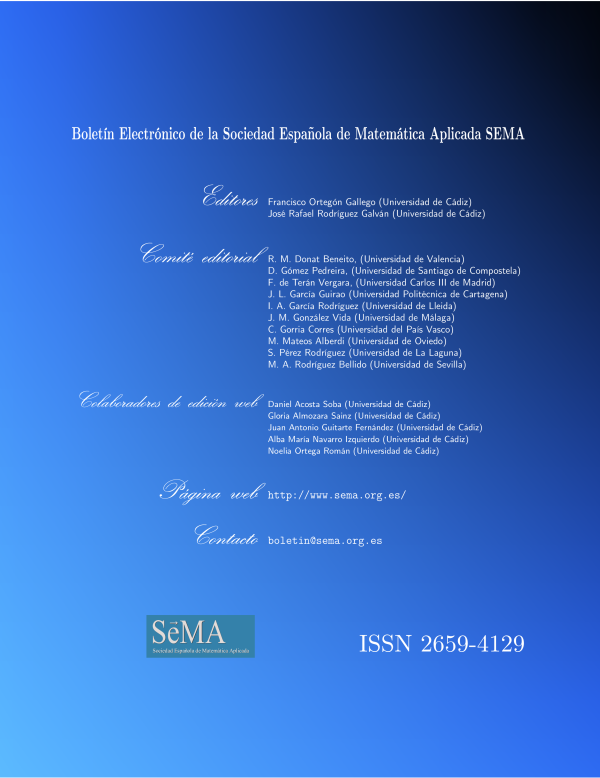 Boletín Electrónico de la Sociedad Española de Matemática Aplicada SEMA
Editores
Francisco Ortegón Gallego (Universidad de Cádiz)
José Rafael Rodríguez Galván (Universidad de Cádiz)
Comité editorial
R. M. Donat Beneito, (Universidad de Valencia)
D. Gómez Pedreira, (Universidad de Santiago de Compostela)
F. de Terán Vergara, (Universidad Carlos III de Madrid)
J. L. García Guirao (Universidad Politécnica de Cartagena)
I. A. García Rodríguez (Universidad de Lleida)
J. M. González Vida (Universidad de Málaga)
C. Gorria Corres (Universidad del País Vasco)
M. Mateos Alberdi (Universidad de Oviedo)
S. Pérez Rodríguez (Universidad de La Laguna)
M. A. Rodríguez Bellido (Universidad de Sevilla)
Colaboradores de edición web
Daniel Acosta Soba (Universidad de Cádiz)
Gloria Almozara Sainz (Universidad de Cádiz)
Juan Antonio Guitarte Fernández (Universidad de Cádiz)
Alba María Navarro Izquierdo (Universidad de Cádiz)
Noelia Ortega Román (Universidad de Cádiz)
Página web
http://www.sema.org.es/
Contacto
boletin@sema.org.es
SeMA
Sociedad Española de Matemática Aplicada
ISSN 2659-4129